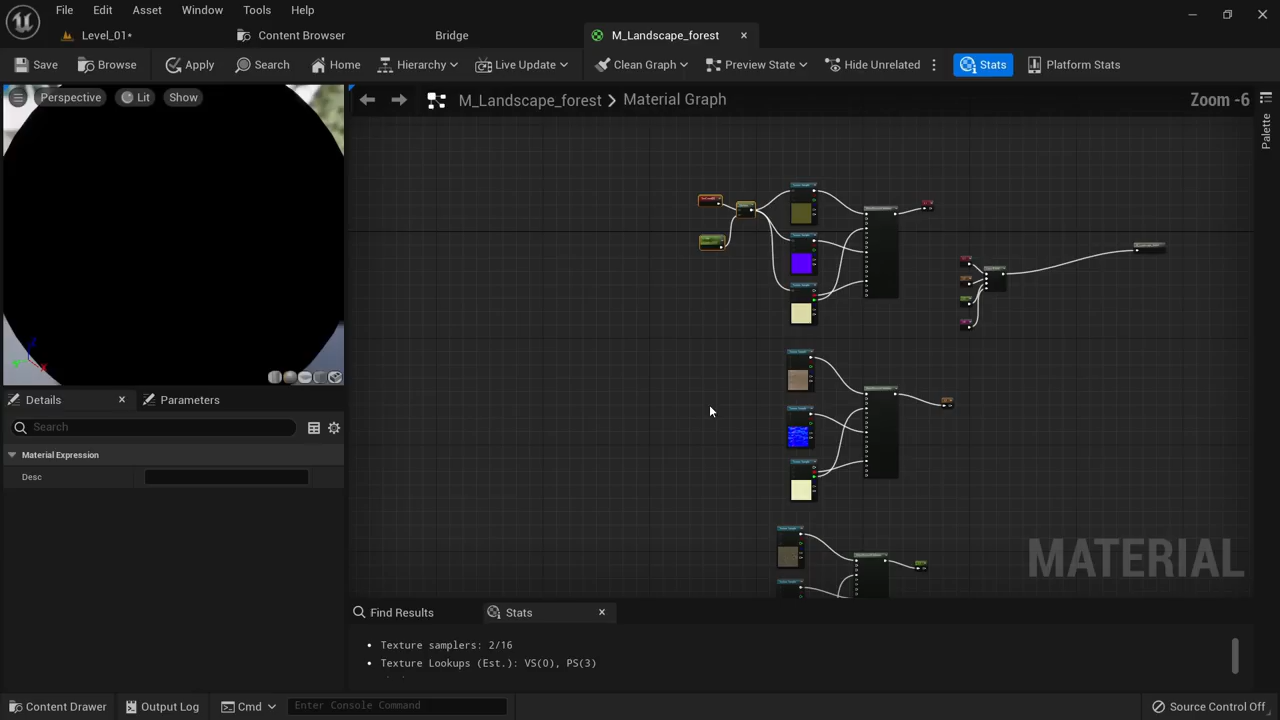 File Edit Asset Window Tools Help
Level_01• Content Browser Bridge M_Landscape_forest
Save Browse Apply Search Home Hierarchy Live Update Clean Graph Preview State Hide Unrelated Stats Platform Stats
Perspective Lit Show
M_Landscape_forest > Material Graph Zoom -6
Palette
Details Parameters
Search
Material Expression
Desc
MATERIAL
Find Results Stats
• Texture samplers: 2/16
• Texture Lookups (Est.): VS(0), PS(3)
Content Drawer Output Log Cmd Enter Console Command Source Control Off